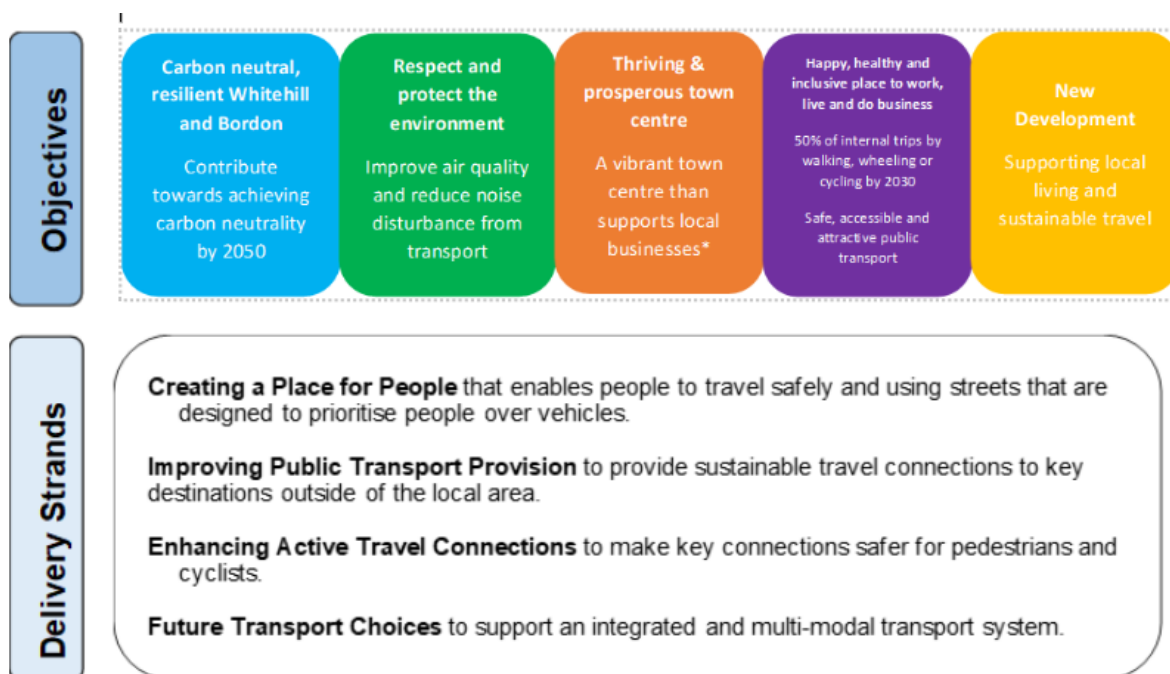 Objectives
Carbon neutral,
resilient Whitehill
and Bordon
Contribute
towards achieving
carbon neutrality
by 2050
Respect and
protect the
environment
Improve air quality
and reduce noise
disturbance from
transport
Thriving &
prosperous town
centre
A vibrant town
centre than
supports local
businesses*
Happy, healthy and
inclusive place to work,
live and do business
50% of internal trips by
walking, wheeling or
cycling by 2030
Safe, accessible and
attractive public
transport
New
Development
Supporting local
living and
sustainable travel
Delivery Strands
Creating a Place for People that enables people to travel safely and using streets that are
designed to prioritise people over vehicles.
Improving Public Transport Provision to provide sustainable travel connections to key
destinations outside of the local area.
Enhancing Active Travel Connections to make key connections safer for pedestrians and
cyclists.
Future Transport Choices to support an integrated and multi-modal transport system.